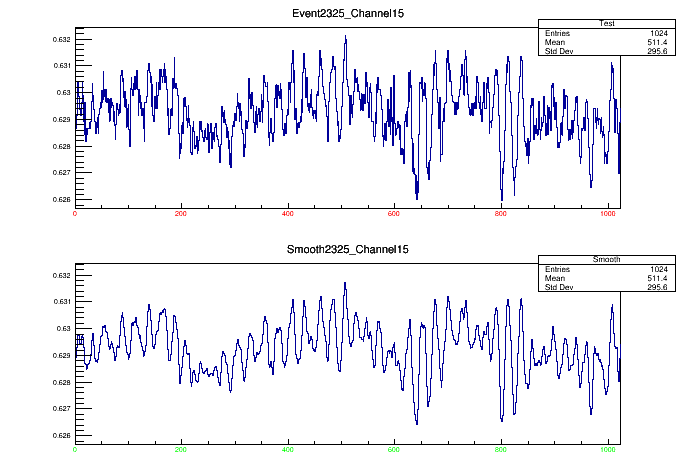 Event2325_Channel15
Test
Entries 1024
Mean 511.4
Std Dev 295.6
0.632
0.631
0.63
0.629
0.628
0.627
0.626
0 200 400 600 800 1000
Smooth2325_Channel15
Smooth
Entries 1024
Mean 511.4
Std Dev 295.6
0.632
0.631
0.63
0.629
0.628
0.627
0.626
0 200 400 600 800 1000